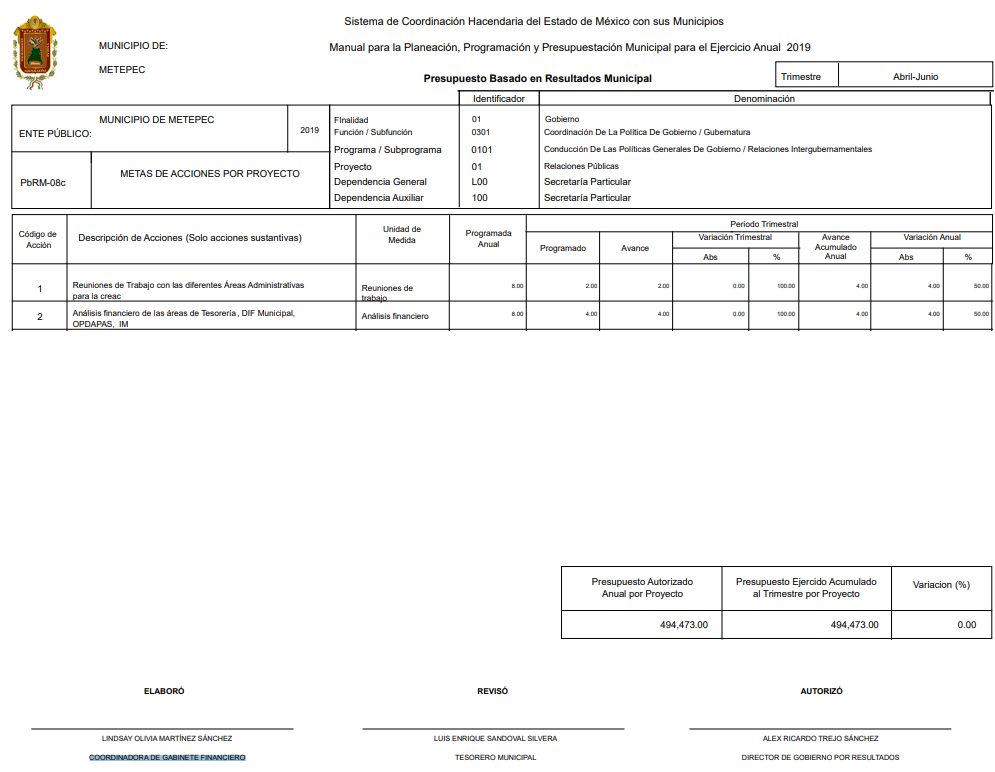 Sistema de Coordinación Hacendaria del Estado de México con sus Municipios
MUNICIPIO DE:
Manual para la Planeación, Programación y Presupuestación Municipal para el Ejercicio Anual 2019
METEPEC
Presupuesto Basado en Resultados Municipal
Trimestre Abril-Junio
Identificador Denominación
MUNICIPIO DE METEPEC
ENTE PÚBLICO:
2019
FInalidad 01 Gobierno
Función / Subfunción 0301 Coordinación De La Política De Gobierno / Gubernatura
Programa / Subprograma 0101 Conducción De Las Políticas Generales De Gobierno / Relaciones Intergubernamentales
Proyecto 01 Relaciones Públicas
Dependencia General L00 Secretaría Particular
Dependencia Auxiliar 100 Secretaría Particular
PbRM-08c
METAS DE ACCIONES POR PROYECTO
Código de Acción
Descripción de Acciones (Solo acciones sustantivas)
Unidad de Medida
Programada Anual
Periodo Trimestral
Programado
Avance
Variación Trimestral
Abs %
Avance Acumulado Anual
Variación Anual
Abs %
1 Reuniones de Trabajo con las diferentes Áreas Administrativas para la creac Reuniones de trabajo 8.00 2.00 2.00 0.00 100.00 4.00 4.00 50.00
2 Análisis financiero de las áreas de Tesorería, DIF Municipal, OPDAPAS, IM Análisis financiero 8.00 4.00 4.00 0.00 100.00 4.00 4.00 50.00
Presupuesto Autorizado Anual por Proyecto
Presupuesto Ejercido Acumulado al Trimestre por Proyecto
Variacion (%)
494,473.00 494,473.00 0.00
ELABORÓ REVISÓ AUTORIZÓ
LINDSAY OLIVIA MARTÍNEZ SÁNCHEZ LUIS ENRIQUE SANDOVAL SILVERA ALEX RICARDO TREJO SÁNCHEZ
COORDINADORA DE GABINETE FINANCIERO TESORERO MUNICIPAL DIRECTOR DE GOBIERNO POR RESULTADOS